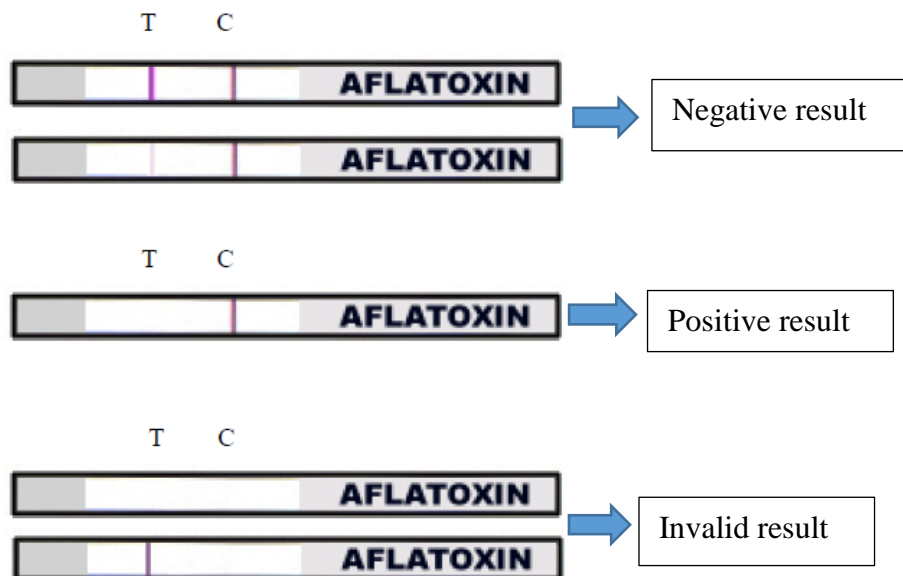 T C
AFLATOXIN
Negative result
AFLATOXIN
T C
AFLATOXIN
Positive result
T C
AFLATOXIN
Invalid result
AFLATOXIN